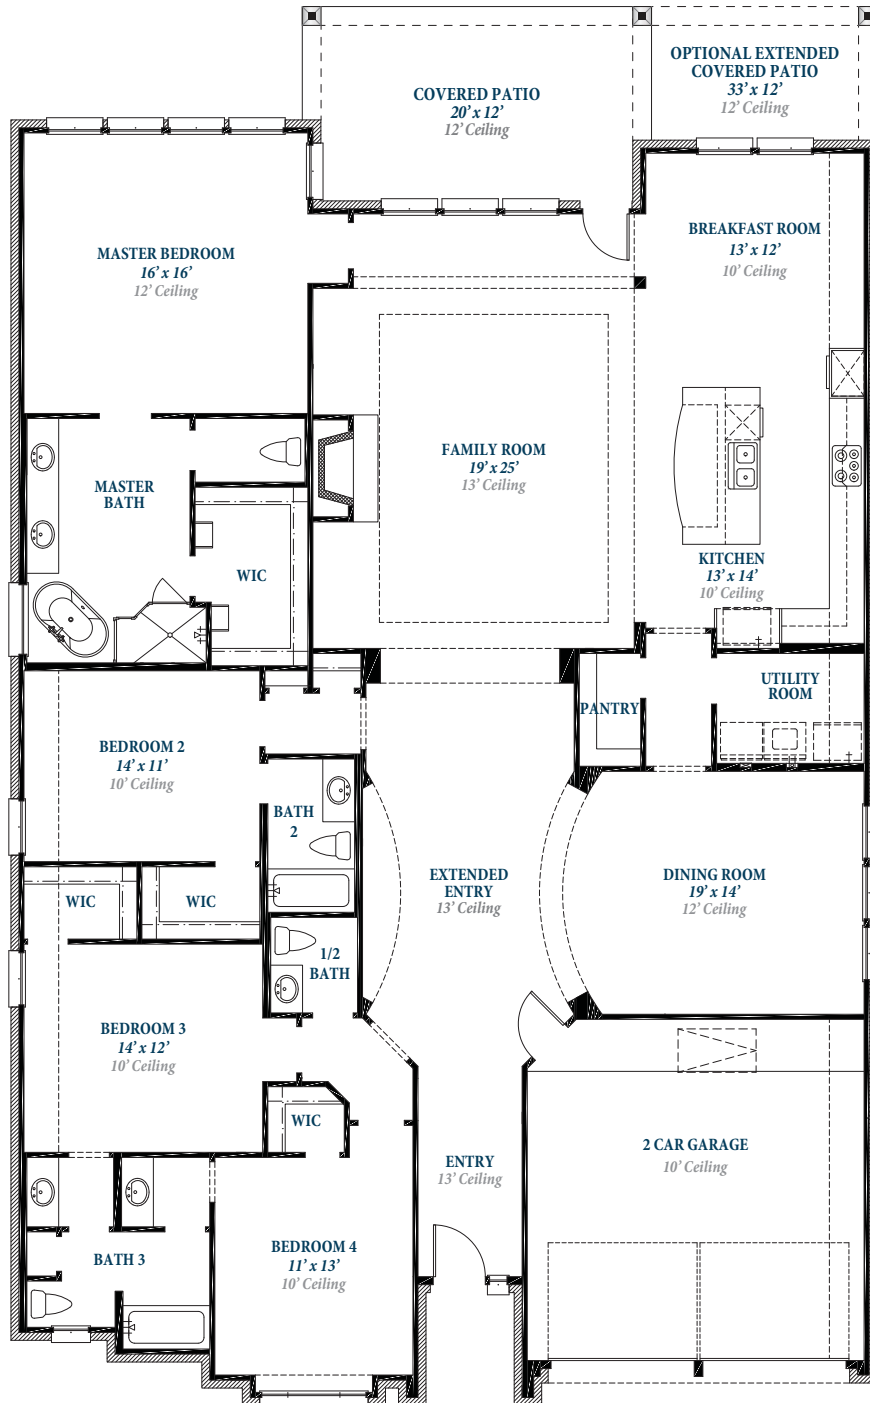 OPTIONAL EXTENDED
COVERED PATIO
33' x 12'
12' Ceiling
COVERED PATIO
20' x 12'
12' Ceiling
MASTER BEDROOM
16' x 16'
12' Ceiling
BREAKFAST ROOM
13' x 12'
10' Ceiling
FAMILY ROOM
19' x 25'
13' Ceiling
MASTER
BATH
WIC
KITCHEN
13' x 14'
10' Ceiling
UTILITY
ROOM
PANTRY
BEDROOM 2
14' x 11'
10' Ceiling
BATH
2
EXTENDED
ENTRY
13' Ceiling
DINING ROOM
19' x 14'
12' Ceiling
WIC
WIC
1/2
BATH
BEDROOM 3
14' x 12'
10' Ceiling
WIC
ENTRY
13' Ceiling
2 CAR GARAGE
10' Ceiling
BATH 3
BEDROOM 4
11' x 13'
10' Ceiling